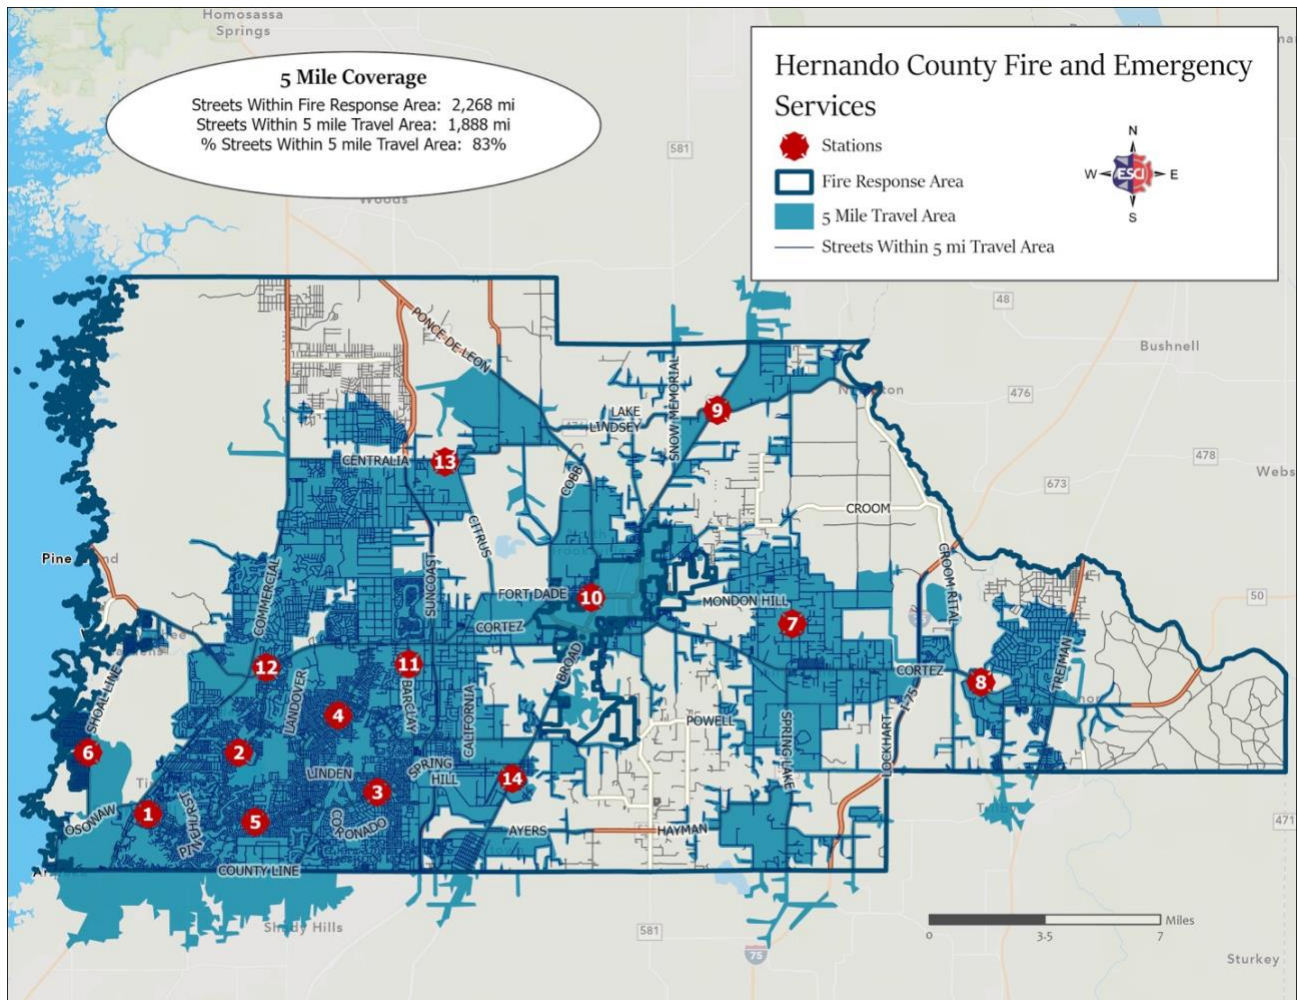 Homosassa
Springs
5 Mile Coverage
Streets Within Fire Response Area: 2,268 mi
Streets Within 5 mile Travel Area: 1,888 mi
% Streets Within 5 mile Travel Area: 83%
Woods
581
Hernando County Fire and Emergency
Services
Stations
Fire Response Area
5 Mile Travel Area
Streets Within 5 mi Travel Area
N
W
ESCI
E
S
48
Bushnell
476
478
673
50
471
PONCE DE LEON
LAKE
LINDSEY
SNOW MEMORIAL
9
CENTRALIA
13
COBB
CITRUS
CROOM
Pine
nd
COMMERCIAL
SUNCOAST
FORT DADE
10
MONDON HILL
7
CROOM RITAL
CORTEZ
12
11
SHOAL LINE
LANDOVER
BARCLAY
4
CALIFORNIA
BROAD
CORTEZ
8
TREIMAN
I-75
POWELL
LOCKHART
6
2
LINDEN
SPRING
HILL
14
SPRING LAKE
3
OSOWAW
1
PINEHURST
5
CORONADO
AYERS
HAYMAN
COUNTY LINE
Shady Hills
581
75
Miles
0
3.5
7
Sturkey